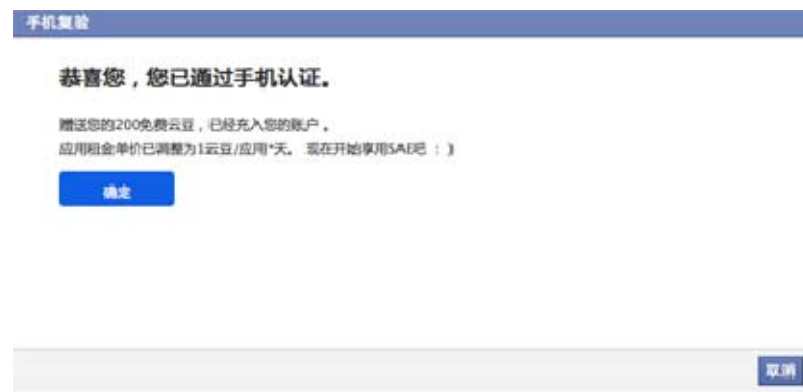 手机复验
恭喜您，您已通过手机认证。
赠送您的200免费云豆，已经充入您的账户。
应用租金单价已调整为1云豆/应用*天。 现在开始享用SAE吧 ：)
确定
取消